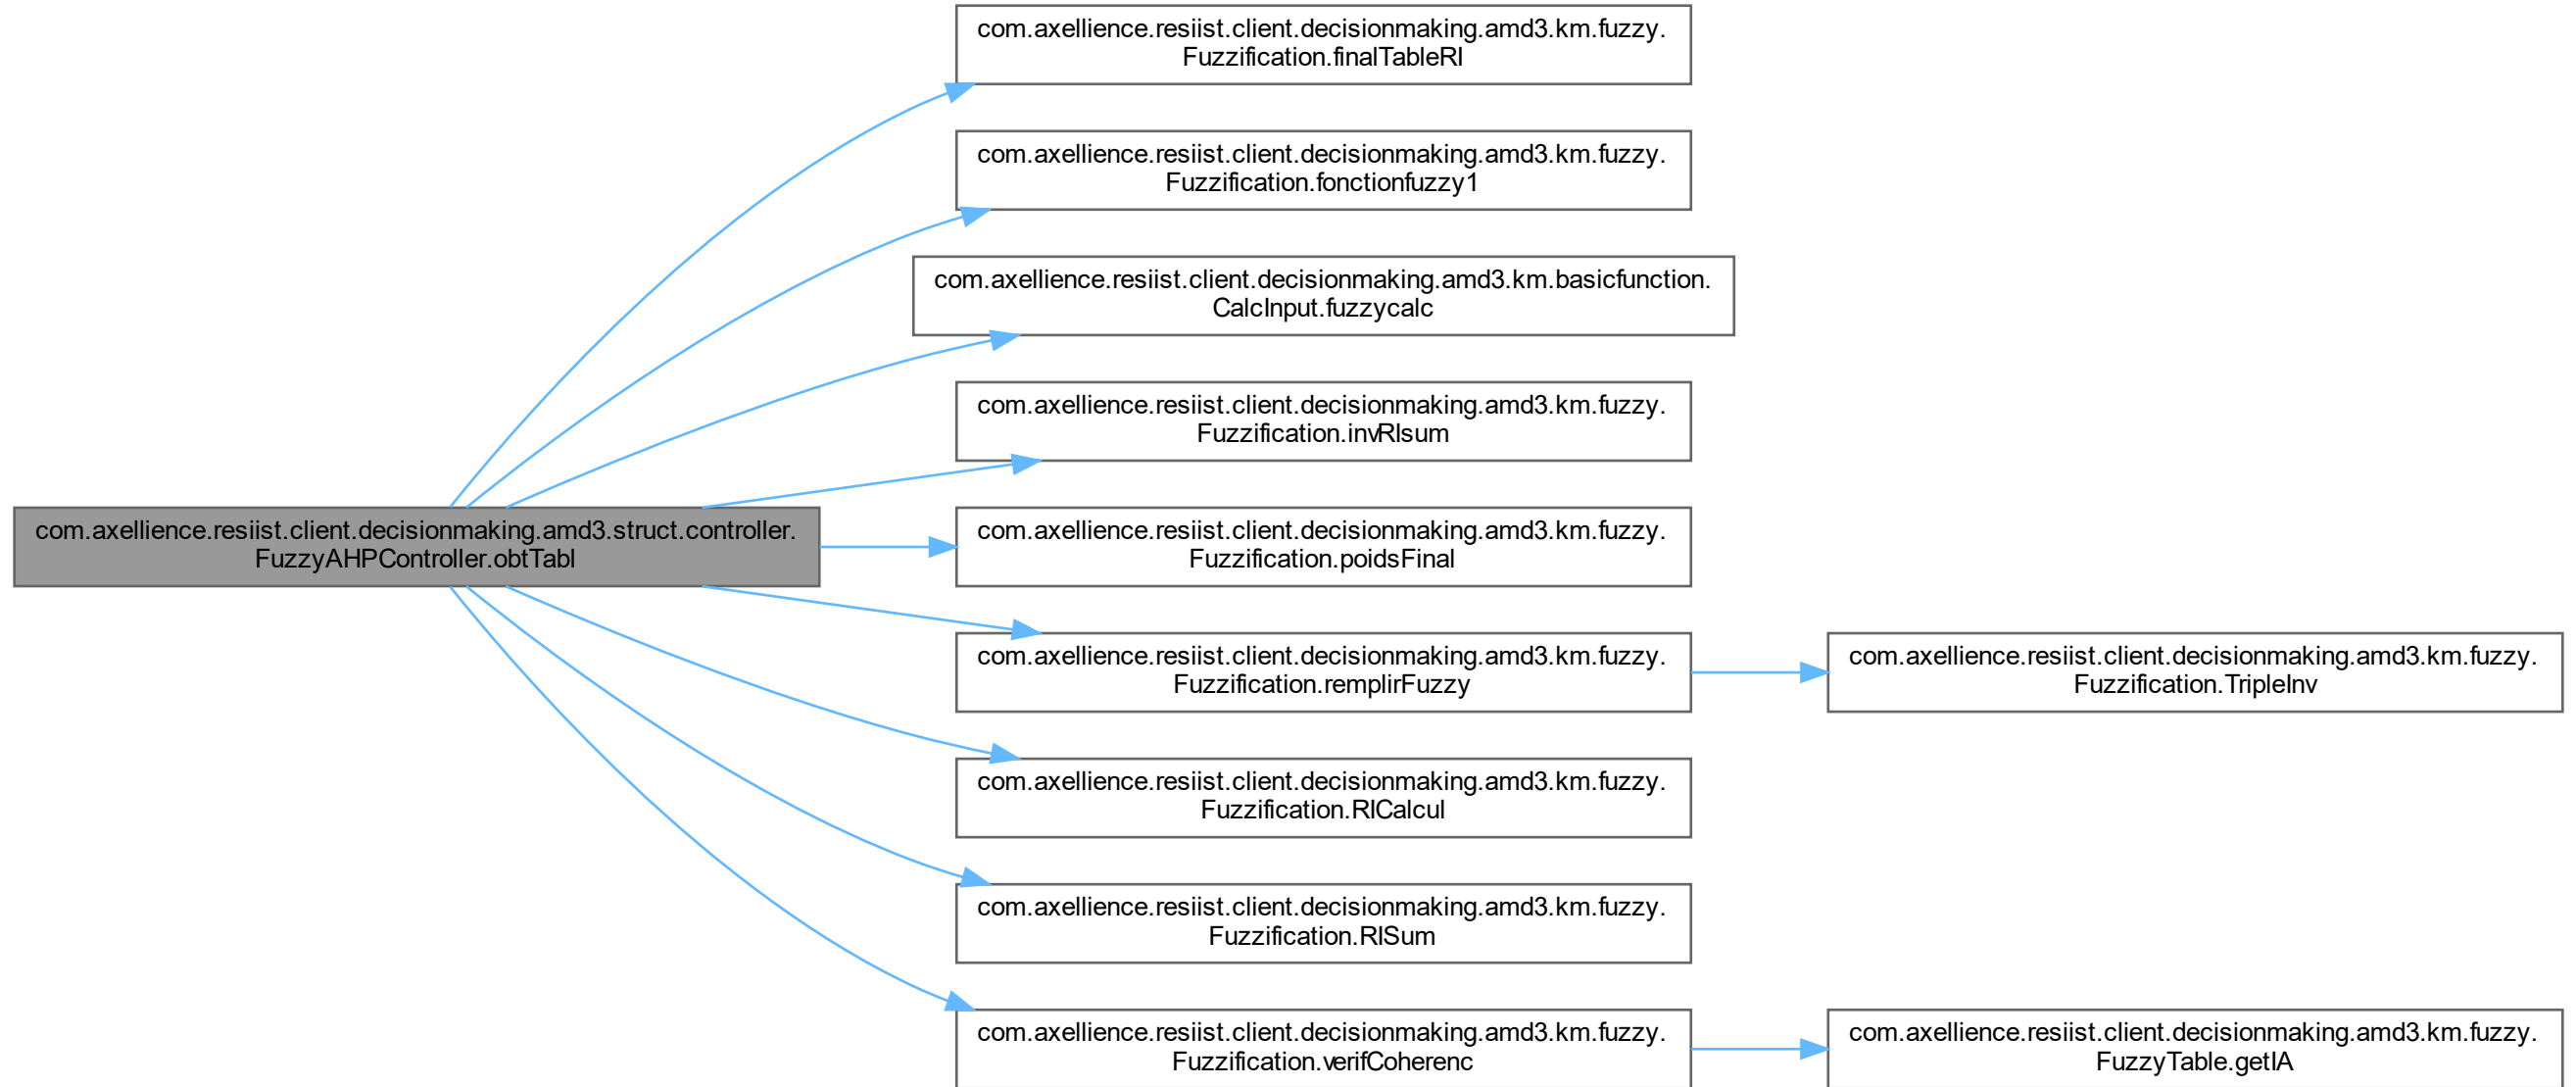 com.axellience.resiist.client.decisionmaking.amd3.km.fuzzy.
Fuzzification.finalTableRI
com.axellience.resiist.client.decisionmaking.amd3.km.fuzzy.
Fuzzification.fonctionfuzzy1
com.axellience.resiist.client.decisionmaking.amd3.km.basicfunction.
CalcInput.fuzzycalc
com.axellience.resiist.client.decisionmaking.amd3.km.fuzzy.
Fuzzification.invRIsum
com.axellience.resiist.client.decisionmaking.amd3.struct.controller.
FuzzyAHPController.obtTabl
com.axellience.resiist.client.decisionmaking.amd3.km.fuzzy.
Fuzzification.poidsFinal
com.axellience.resiist.client.decisionmaking.amd3.km.fuzzy.
Fuzzification.remplirFuzzy
com.axellience.resiist.client.decisionmaking.amd3.km.fuzzy.
Fuzzification.TripleInv
com.axellience.resiist.client.decisionmaking.amd3.km.fuzzy.
Fuzzification.RICalcul
com.axellience.resiist.client.decisionmaking.amd3.km.fuzzy.
Fuzzification.RISum
com.axellience.resiist.client.decisionmaking.amd3.km.fuzzy.
Fuzzification.verifCoherenc
com.axellience.resiist.client.decisionmaking.amd3.km.fuzzy.
FuzzyTable.getIA